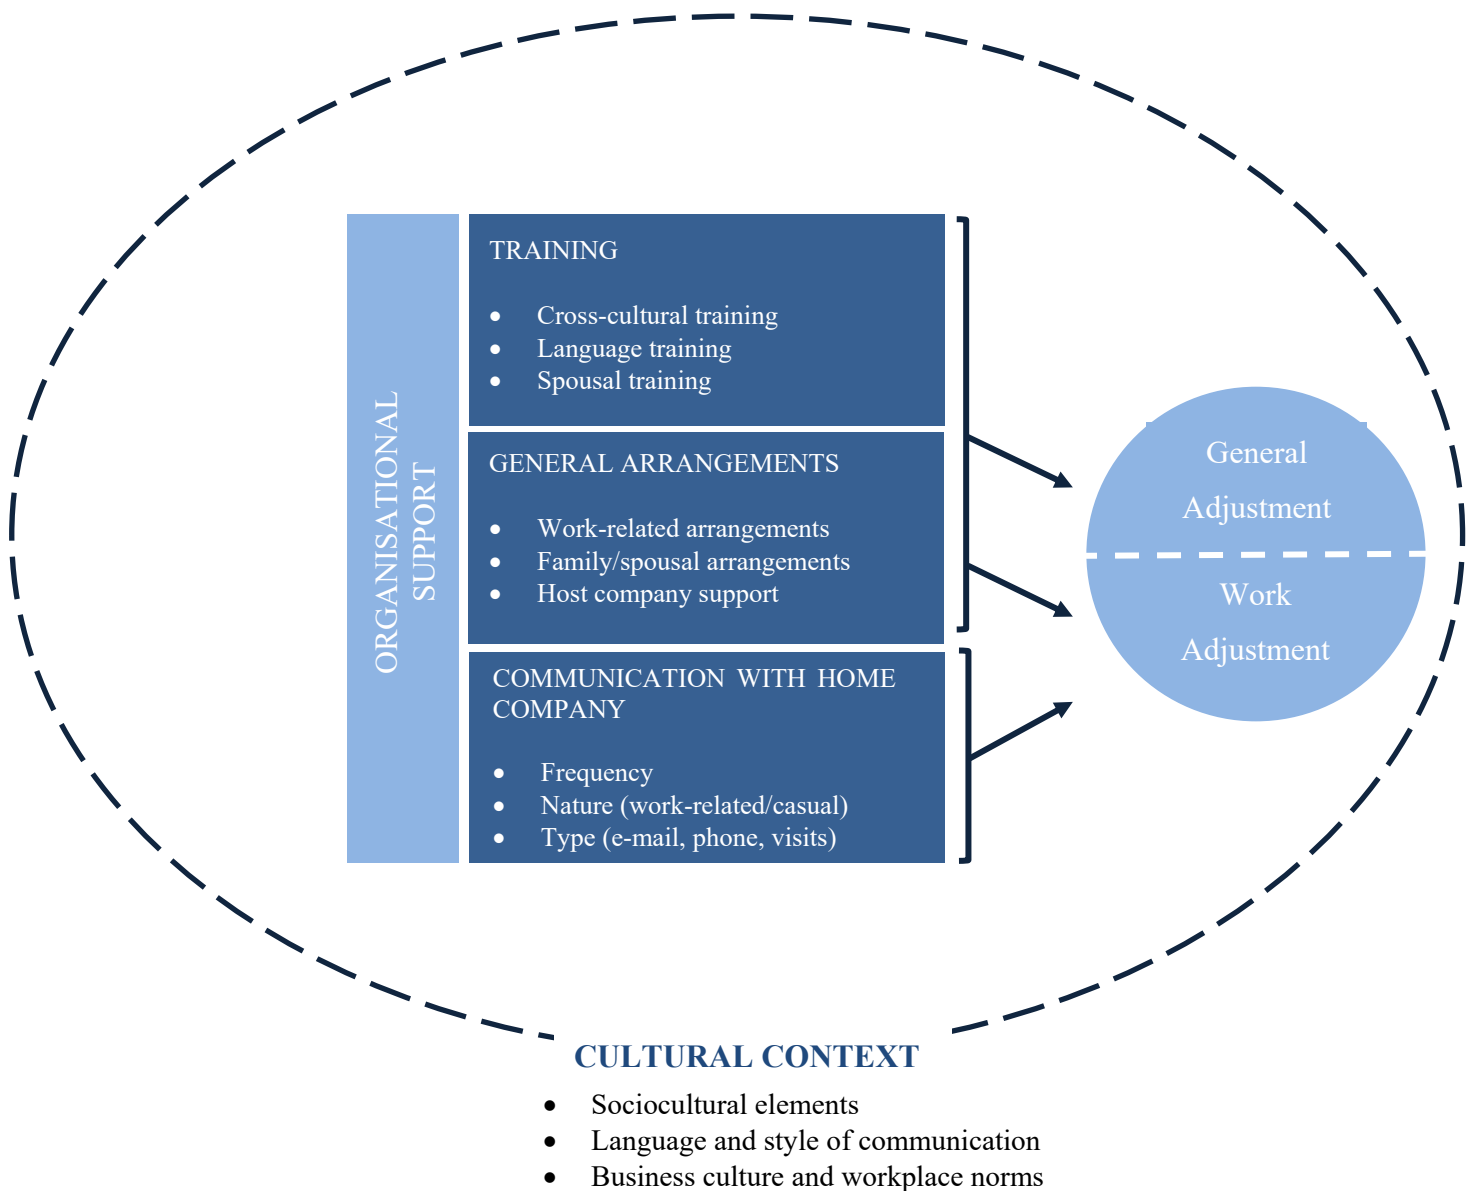 ORGANISATIONAL
SUPPORT
TRAINING
• Cross-cultural training
• Language training
• Spousal training
GENERAL ARRANGEMENTS
• Work-related arrangements
• Family/spousal arrangements
• Host company support
COMMUNICATION WITH HOME
COMPANY
• Frequency
• Nature (work-related/casual)
• Type (e-mail, phone, visits)
General
Adjustment
Work
Adjustment
CULTURAL CONTEXT
• Sociocultural elements
• Language and style of communication
• Business culture and workplace norms